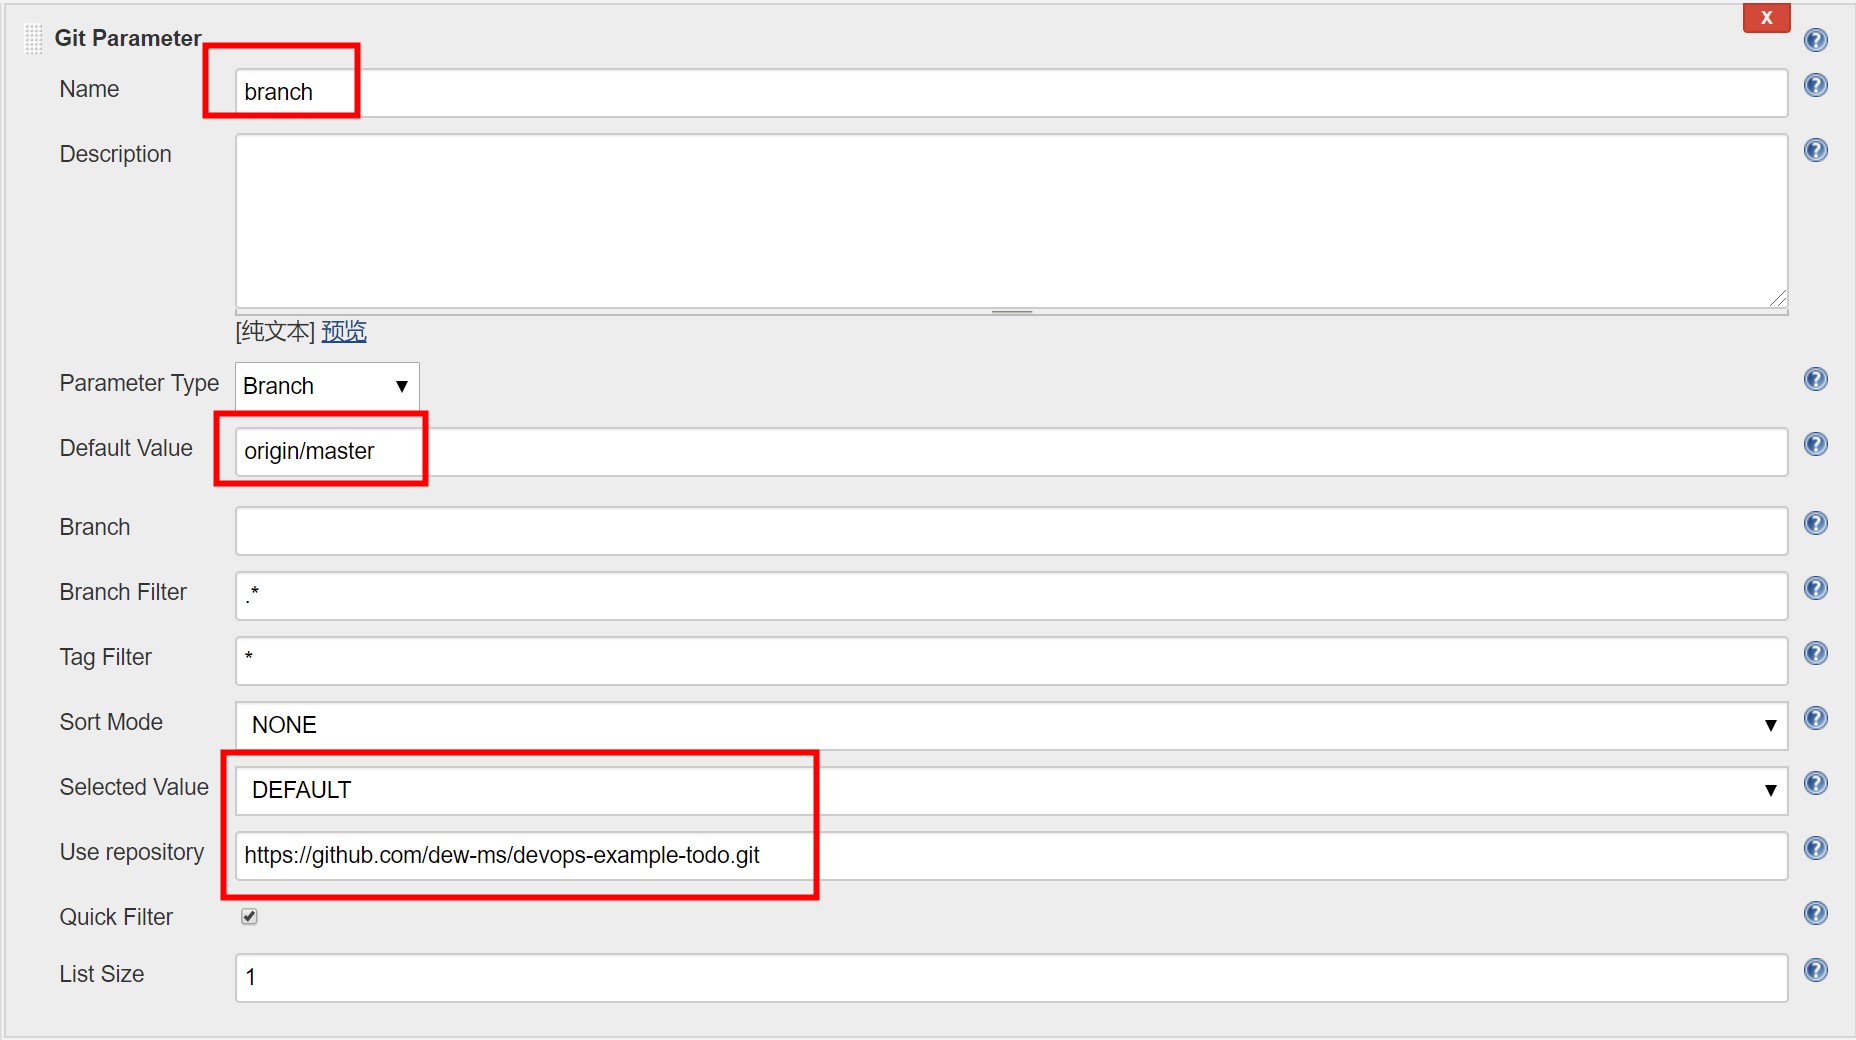 X
Git Parameter
Name
branch
Description
[纯文本] 预览
Parameter Type
Branch
Default Value
origin/master
Branch
Branch Filter
.*
Tag Filter
*
Sort Mode
NONE
Selected Value
DEFAULT
Use repository
https://github.com/dew-ms/devops-example-todo.git
Quick Filter
List Size
1